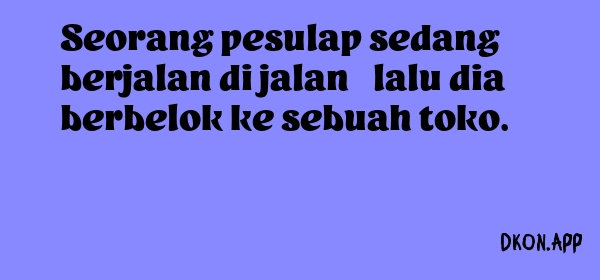 Seorang pesulap sedang
berjalan di jalan lalu dia
berbelok ke sebuah toko.
DKON.APP